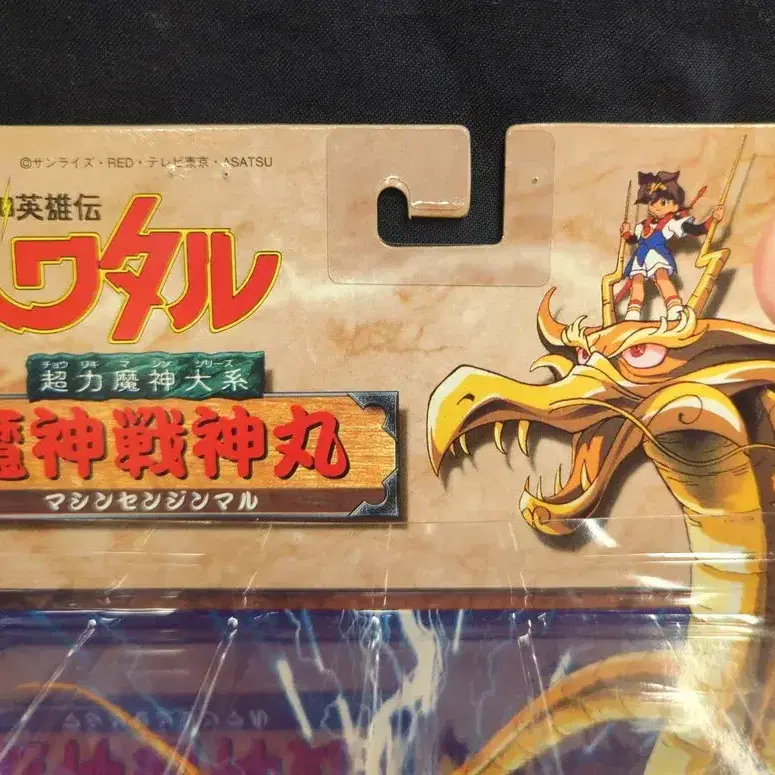 ©サンライズ・RED・テレビ東京・ASATSU
英雄伝
ワタル
チョウ リキ マ シン シリーズ
超力魔神大系
魔神戦神丸
マシンセンジンマル